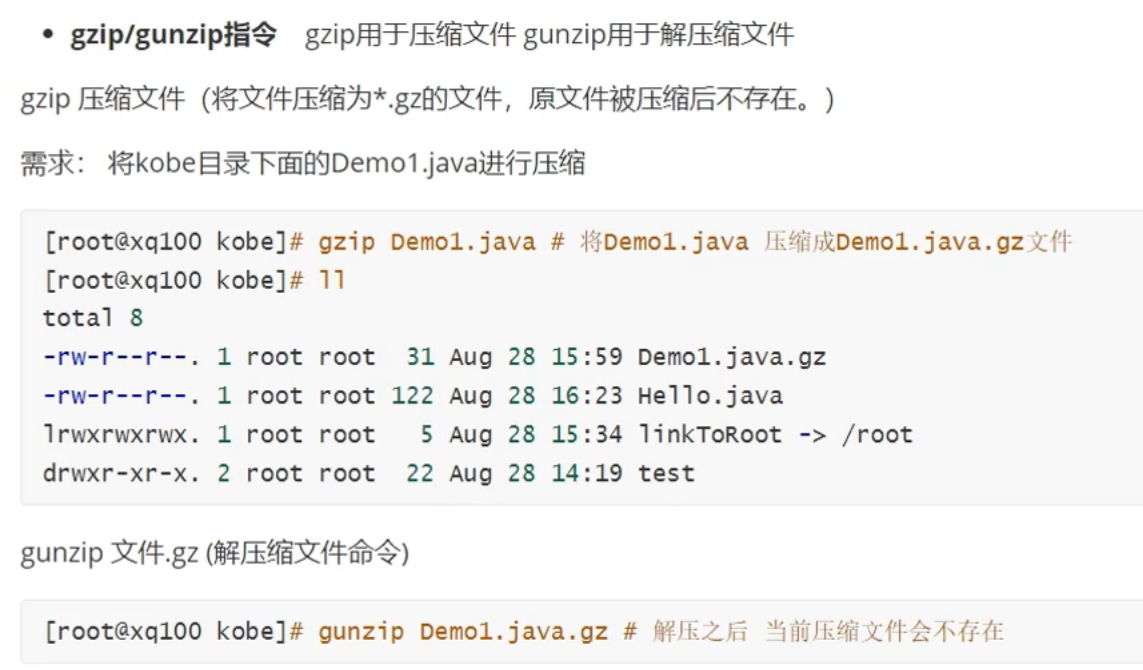 • gzip/gunzip指令 gzip用于压缩文件 gunzip用于解压缩文件
gzip 压缩文件（将文件压缩为*.gz的文件，原文件被压缩后不存在。）
需求： 将kobe目录下面的Demo1.java进行压缩
[root@xq100 kobe]# gzip Demo1.java # 将Demo1.java 压缩成Demo1.java.gz文件
[root@xq100 kobe]# ll
total 8
-rw-r--r--. 1 root root  31 Aug 28 15:59 Demo1.java.gz
-rw-r--r--. 1 root root 122 Aug 28 16:23 Hello.java
lrwxrwxrwx. 1 root root   5 Aug 28 15:34 linkToRoot -> /root
drwxr-xr-x. 2 root root  22 Aug 28 14:19 test
gunzip 文件.gz (解压缩文件命令)
[root@xq100 kobe]# gunzip Demo1.java.gz # 解压之后 当前压缩文件会不存在